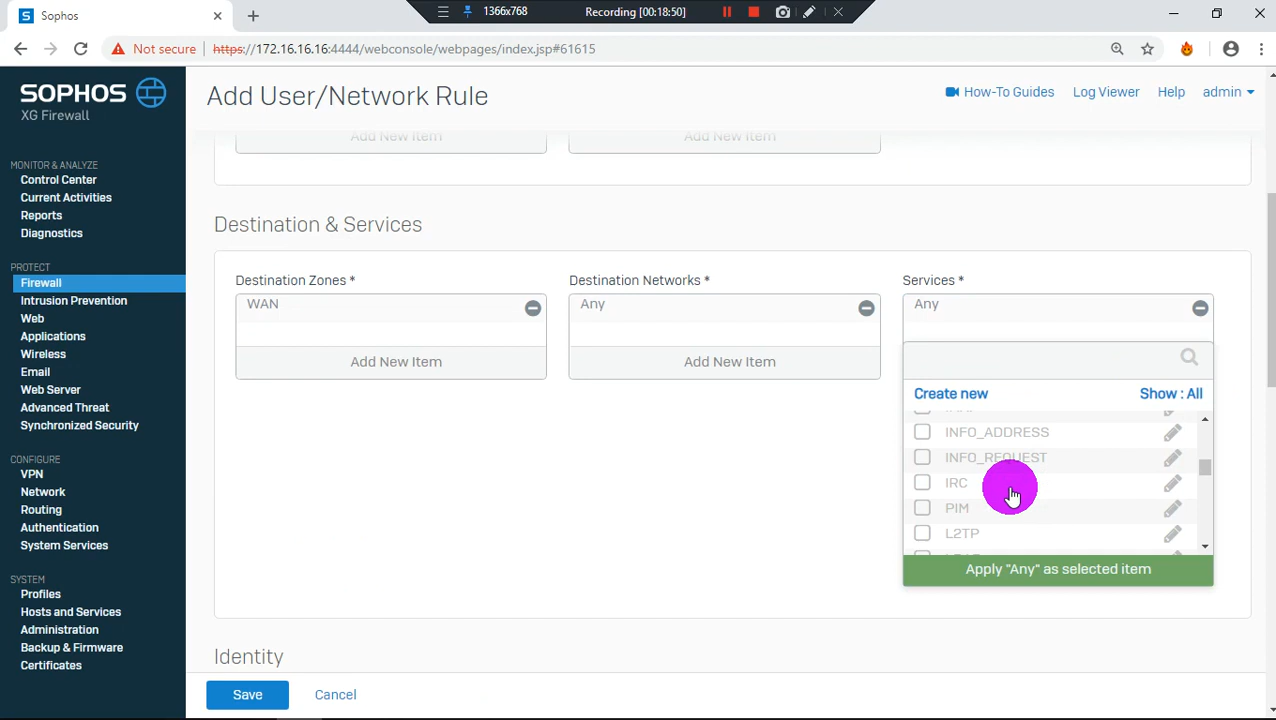 Sophos
1366x768
Recording [00:18:50]
Not secure
https://172.16.16.16:4444/webconsole/webpages/index.jsp#61615
SOPHOS
XG Firewall
Add User/Network Rule
How-To Guides
Log Viewer
Help
admin
MONITOR & ANALYZE
Control Center
Current Activities
Reports
Diagnostics
PROTECT
Firewall
Intrusion Prevention
Web
Applications
Wireless
Email
Web Server
Advanced Threat
Synchronized Security
CONFIGURE
VPN
Network
Routing
Authentication
System Services
SYSTEM
Profiles
Hosts and Services
Administration
Backup & Firmware
Certificates
Add New Item
Add New Item
Destination & Services
Destination Zones *
WAN
Add New Item
Destination Networks *
Any
Add New Item
Services *
Any
Create new
Show : All
INFO_ADDRESS
INFO_REQUEST
IRC
PIM
L2TP
Apply "Any" as selected item
Identity
Save
Cancel